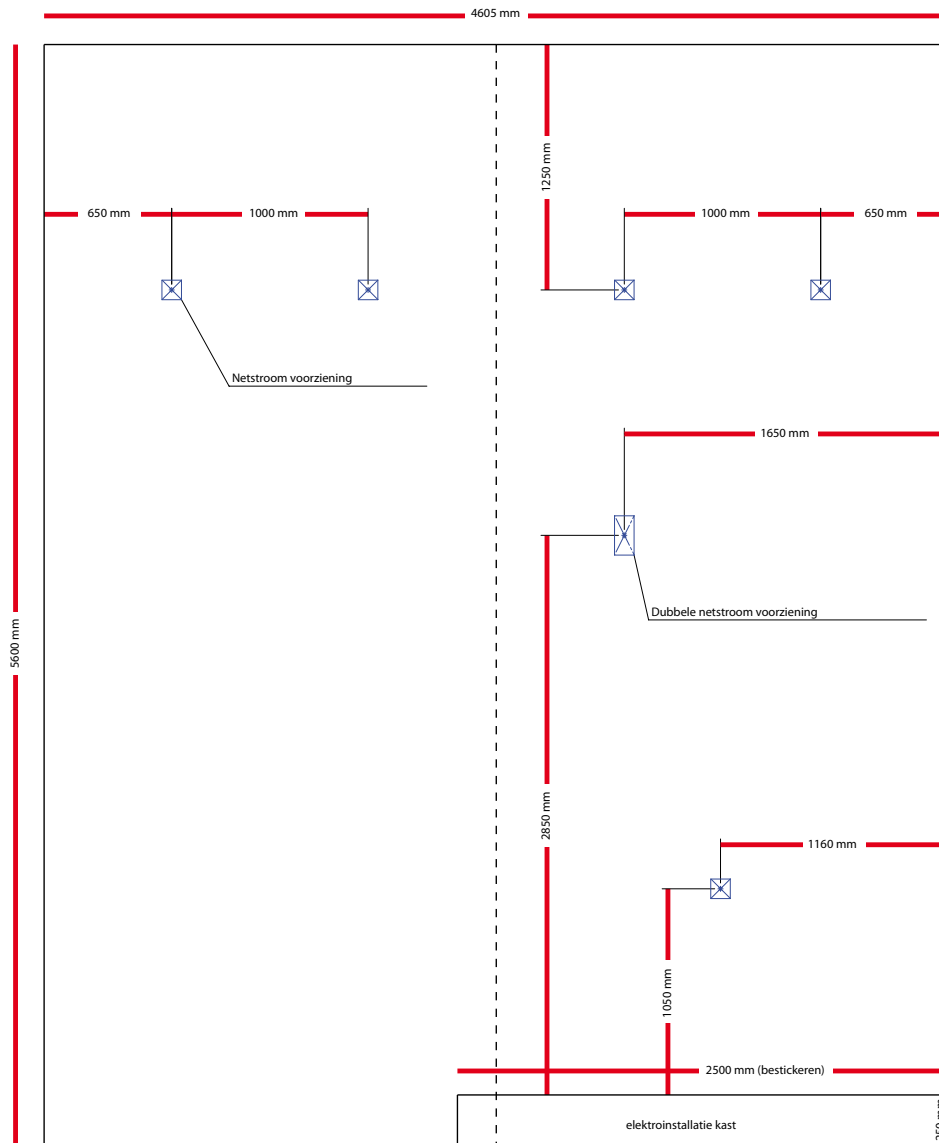 4605 mm
1250 mm
650 mm
1000 mm
1000 mm
650 mm
Netstroom voorziening
1650 mm
Dubbele netstroom voorziening
5600 mm
2850 mm
1160 mm
1050 mm
2500 mm (bestickeren)
elektroinstallatie kast